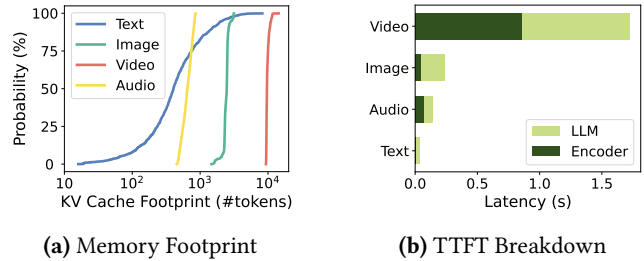 Probability (%)
100
75
50
25
0
Text
Image
Video
Audio
10
10²
10³
10⁴
KV Cache Footprint (#tokens)
(a) Memory Footprint
Video
Image
Audio
Text
LLM
Encoder
0.0 0.5 1.0 1.5
Latency (s)
(b) TTFT Breakdown